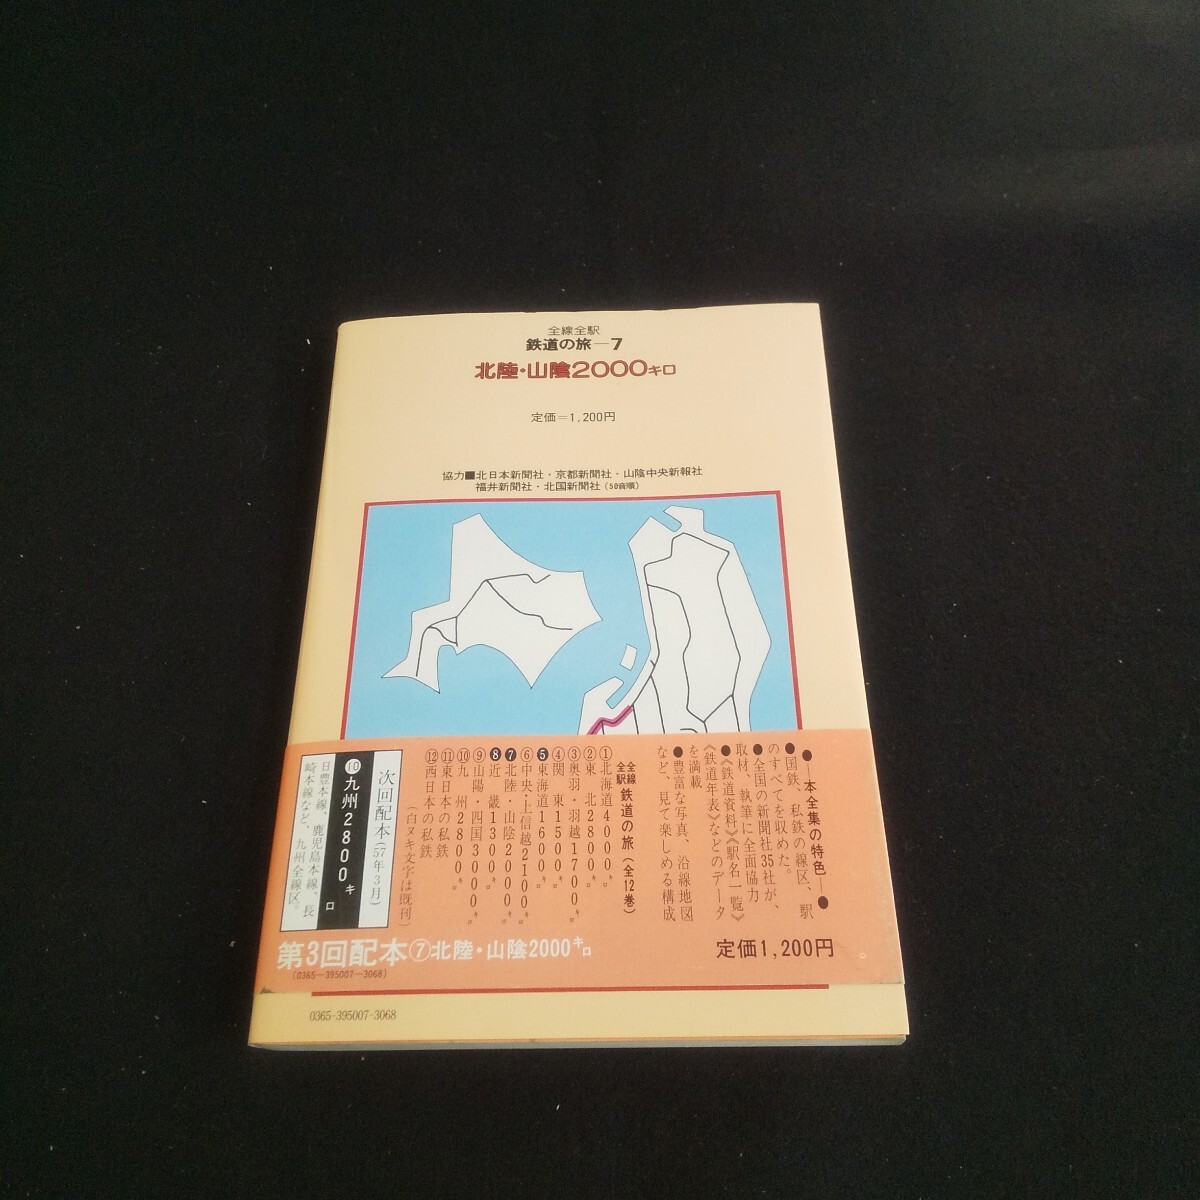 全線全駅
鉄道の旅—7
北陸・山陰2000キロ
定価=1,200円
協力■北日本新聞社・京都新聞社・山陰中央新報社
福井新聞社・北国新聞社(50音順)
●—本全集の特色—●
●国鉄、私鉄の線区、駅
のすべてを収めた。
●全国の新聞社35社が、
取材、執筆に全面協力
●《鉄道資料》《駅名一覧》
《鉄道年表》などのデータ
を満載
●豊富な写真、沿線地図
など、見て楽しめる構成
全線全駅 鉄道の旅(全12巻)
①北海道4000キロ
②東北2800キロ
③奥羽・羽越1700キロ
④関東1500キロ
❺東海道1600キロ
⑥中央・上信越2100キロ
❼北陸・山陰2000キロ
❽近畿1300キロ
⑨山陽・四国3000キロ
⑩九州2800キロ
⑪東日本の私鉄
⑫西日本の私鉄
(白ヌキ文字は既刊)
次回配本(57年3月)
⑩九州2800キロ
日豊本線、鹿児島本線、長
崎本線など、九州全線区。
第3回配本⑦北陸・山陰2000キロ
定価1,200円
(0365—395007—3068)
0365-395007-3068